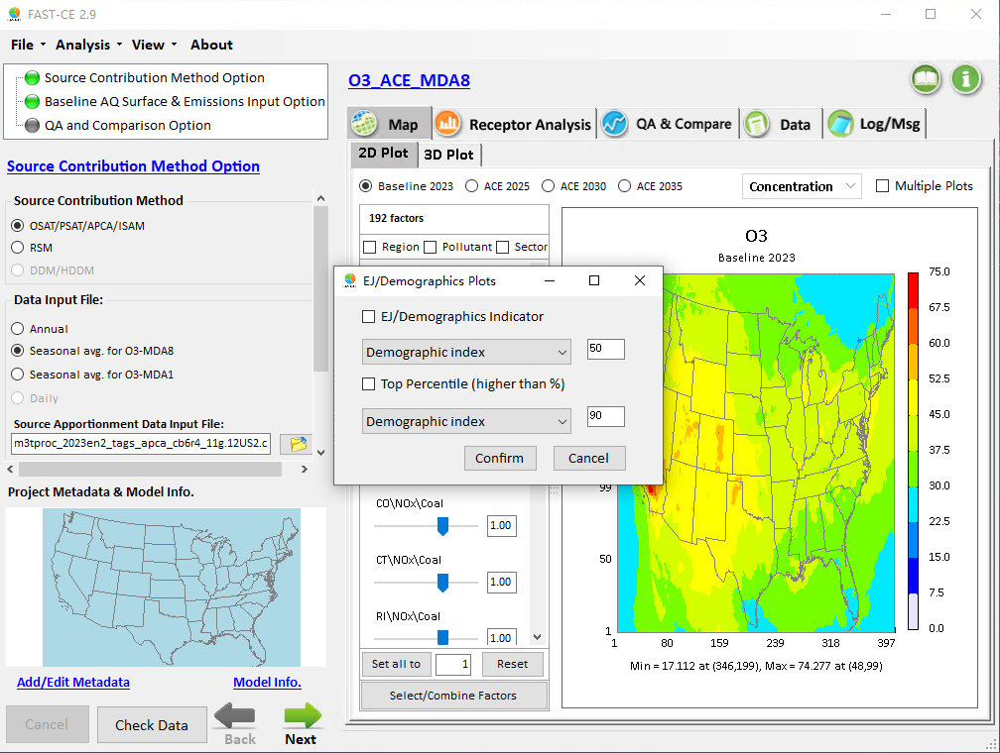 FAST-CE 2.9
File Analysis View About
Source Contribution Method Option
Baseline AQ Surface & Emissions Input Option
QA and Comparison Option
Source Contribution Method Option
Source Contribution Method
OSAT/PSAT/APCA/ISAM
RSM
DDM/HDDM
Data Input File:
Annual
Seasonal avg. for O3-MDA8
Seasonal avg. for O3-MDA1
Daily
Source Apportionment Data Input File:
m3tproc_2023en2_tags_apca_cb6r4_11g.12US2.c
Project Metadata & Model Info.
Add/Edit Metadata Model Info.
Cancel Check Data Back Next
O3_ACE_MDA8
Map Receptor Analysis QA & Compare Data Log/Msg
2D Plot 3D Plot
Baseline 2023 ACE 2025 ACE 2030 ACE 2035 Concentration Multiple Plots
192 factors
Region Pollutant Sector
EJ/Demographics Plots
EJ/Demographics Indicator
Demographic index 50
Top Percentile (higher than %)
Demographic index 90
Confirm Cancel
CO\NOx\Coal
1.00
CT\NOx\Coal
1.00
RI\NOx\Coal
1.00
Set all to 1 Reset
Select/Combine Factors
O3
Baseline 2023
99
50
1
1 80 159 239 318 397
75.0
67.5
60.0
52.5
45.0
37.5
30.0
22.5
15.0
7.5
0.0
Min = 17.112 at (346,199), Max = 74.277 at (48,99)